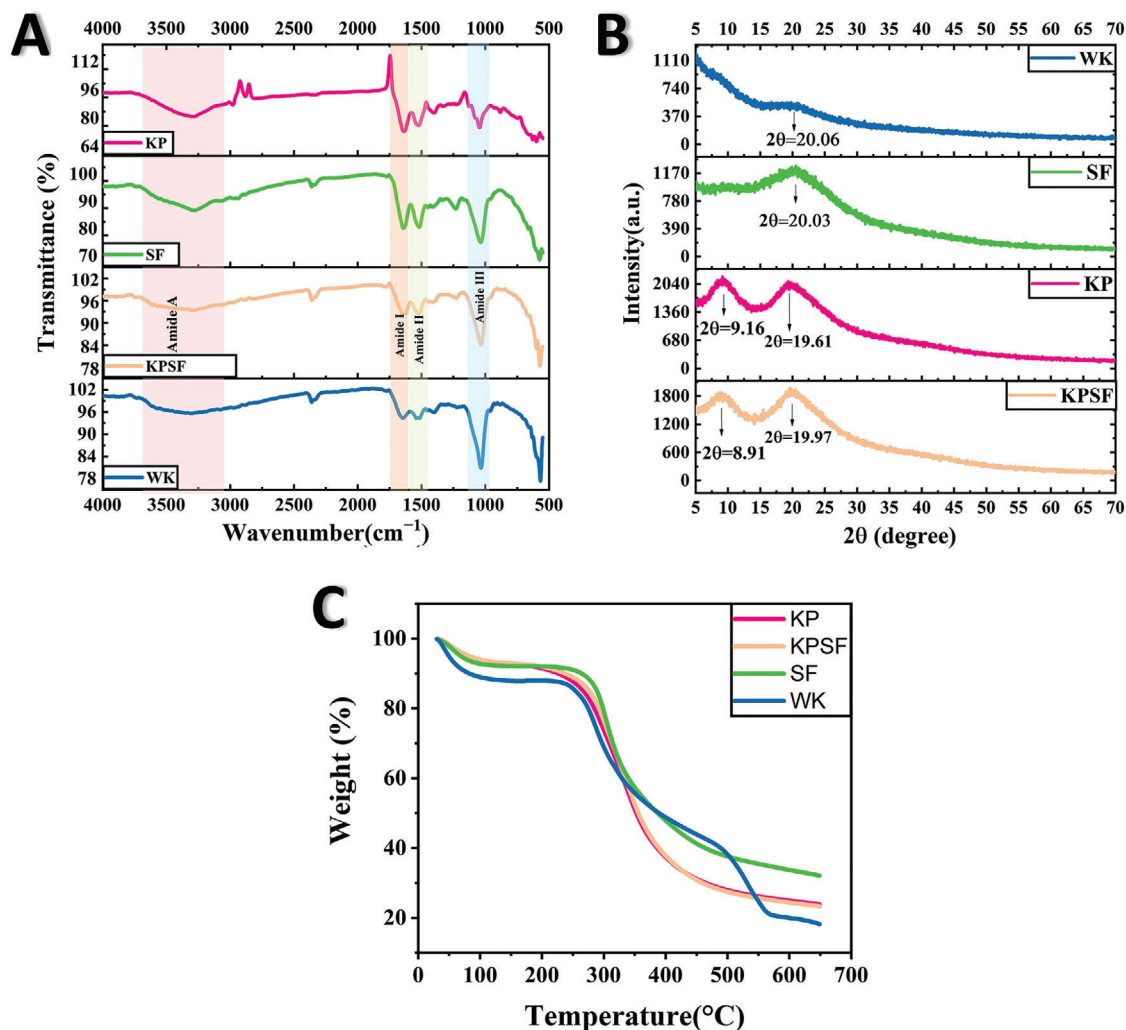 A
4000 3500 3000 2500 2000 1500 1000 500
112
96
80
64
KP
100
90
80
70
SF
102
96
90
84
78
KPSF
Amide A
Amide I
Amide II
Amide III
102
96
90
84
78
WK
4000 3500 3000 2500 2000 1500 1000 500
Transmittance (%)
Wavenumber(cm⁻¹)
B
5 10 15 20 25 30 35 40 45 50 55 60 65 70
1110
740
370
0
WK
2θ=20.06
1170
780
390
0
SF
2θ=20.03
2040
1360
680
0
KP
2θ=9.16
2θ=19.61
1800
1200
600
0
KPSF
2θ=8.91
2θ=19.97
5 10 15 20 25 30 35 40 45 50 55 60 65 70
Intensity(a.u.)
2θ (degree)
C
100
80
60
40
20
KP
KPSF
SF
WK
0 100 200 300 400 500 600 700
Weight (%)
Temperature(°C)